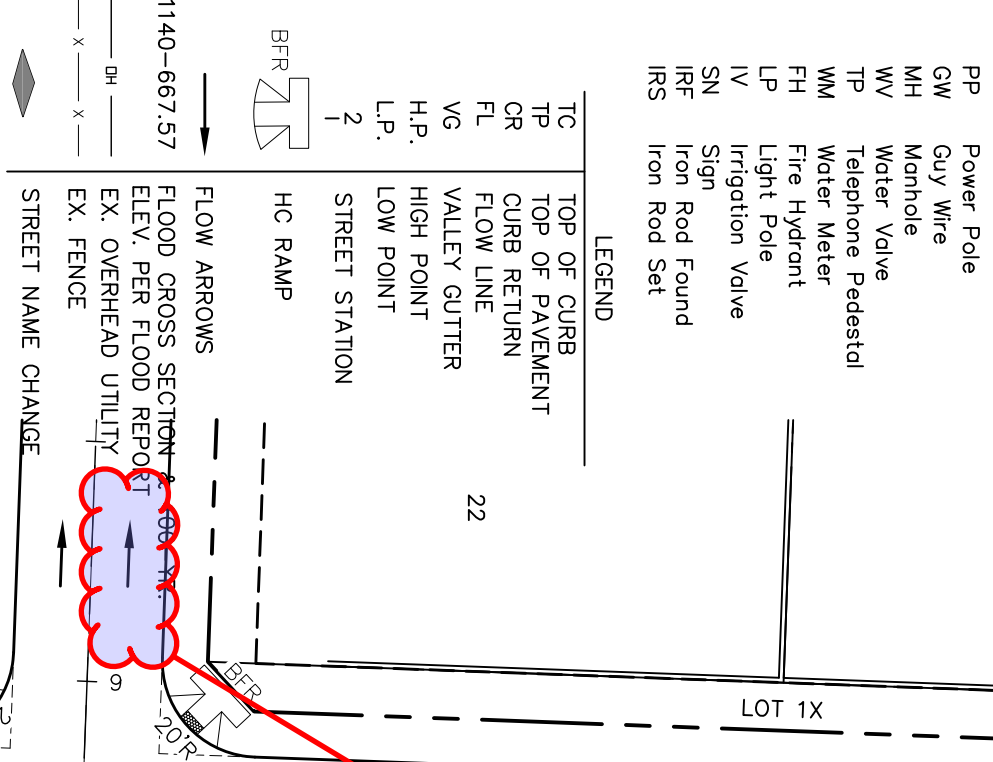 PP Power Pole
GW Guy Wire
MH Manhole
WV Water Valve
TP Telephone Pedestal
WM Water Meter
FH Fire Hydrant
LP Light Pole
IV Irrigation Valve
SN Sign
IRF Iron Rod Found
IRS Iron Rod Set
LEGEND
TC TOP OF CURB
TP TOP OF PAVEMENT
CR CURB RETURN
FL FLOW LINE
VG VALLEY GUTTER
H.P. HIGH POINT
L.P. LOW POINT
2 STREET STATION
BFR HC RAMP
FLOW ARROWS
1140-667.57 FLOOD CROSS SECTION & 100 YR.
ELEV. PER FLOOD REPORT
OH EX. OVERHEAD UTILITY
X X EX. FENCE
STREET NAME CHANGE
22
LOT 1X
BFR
20'R
9